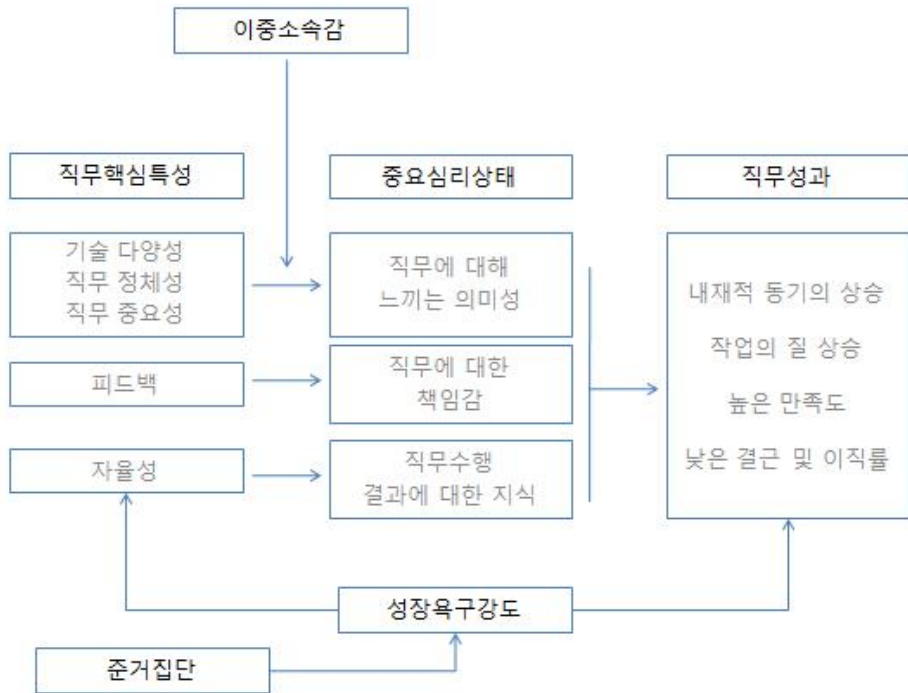 이중소속감
직무핵심특성
중요심리상태
직무성과
기술 다양성
직무 정체성
직무 중요성
직무에 대해
느끼는 의미성
피드백
직무에 대한
책임감
자율성
직무수행
결과에 대한 지식
내재적 동기의 상승
작업의 질 상승
높은 만족도
낮은 결근 및 이직률
성장욕구강도
준거집단